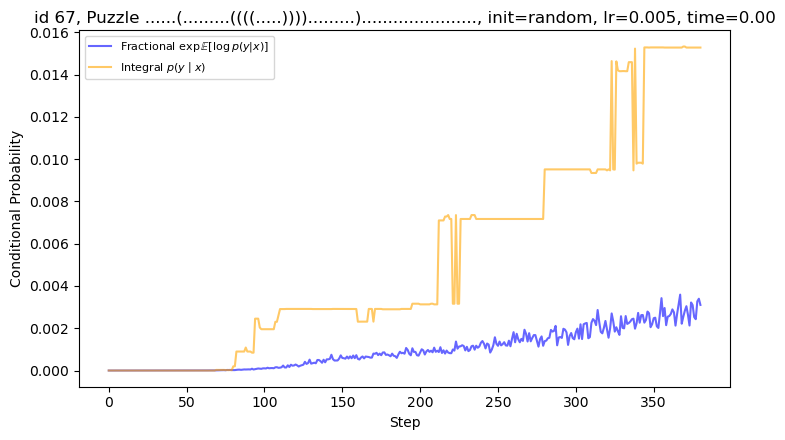 id 67, Puzzle ......(.........((((.....)))).........)......................, init=random, lr=0.005, time=0.00
Fractional exp𝔼[log p(y|x)]
Integral p(y | x)
Conditional Probability
0.016
0.014
0.012
0.010
0.008
0.006
0.004
0.002
0.000
0 50 100 150 200 250 300 350
Step